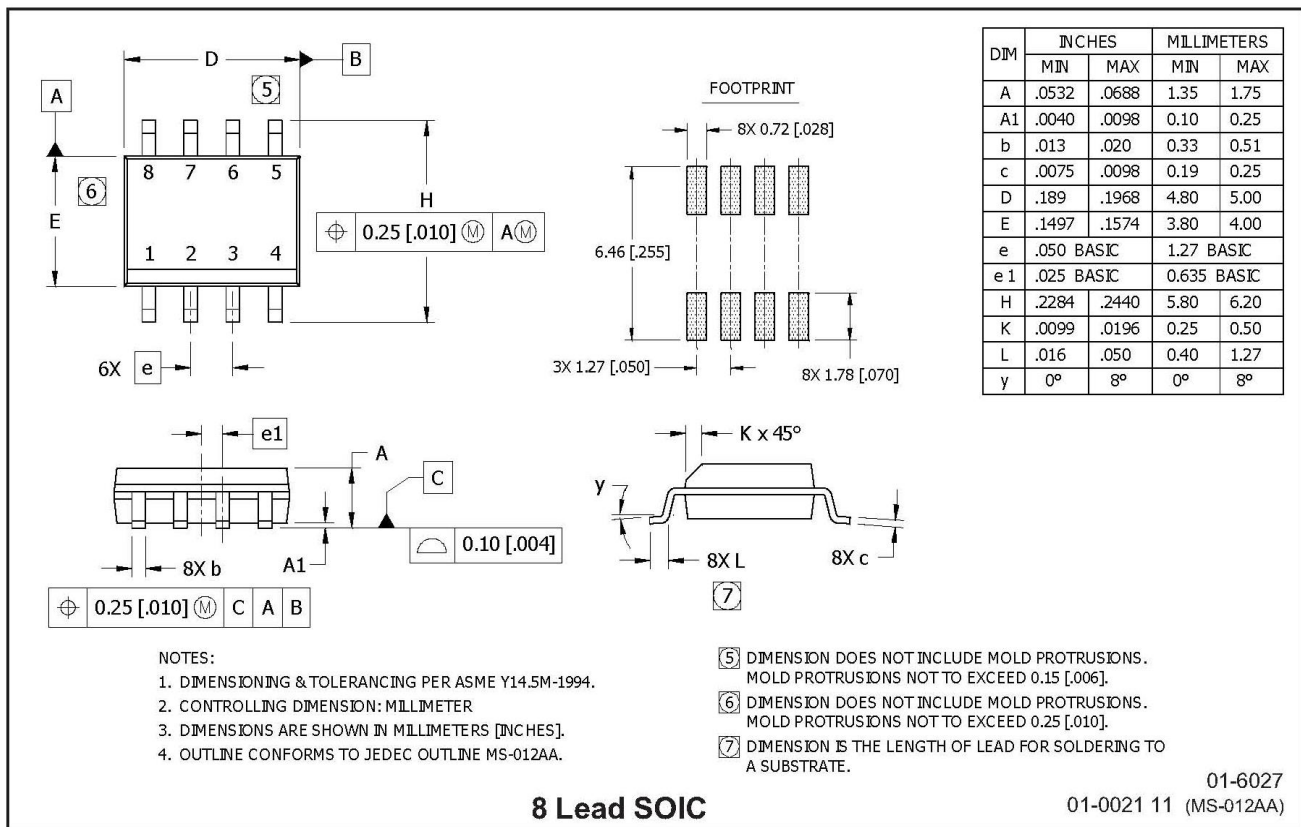 D
B
5
A
8 7 6 5
6
E
H
⌖ 0.25 [.010] Ⓜ A Ⓜ
1 2 3 4
6X e
FOOTPRINT
8X 0.72 [.028]
6.46 [.255]
3X 1.27 [.050]
8X 1.78 [.070]
DIM INCHES MILLIMETERS
MIN MAX MIN MAX
A .0532 .0688 1.35 1.75
A1 .0040 .0098 0.10 0.25
b .013 .020 0.33 0.51
c .0075 .0098 0.19 0.25
D .189 .1968 4.80 5.00
E .1497 .1574 3.80 4.00
e .050 BASIC 1.27 BASIC
e 1 .025 BASIC 0.635 BASIC
H .2284 .2440 5.80 6.20
K .0099 .0196 0.25 0.50
L .016 .050 0.40 1.27
y 0° 8° 0° 8°
e1
A
C
0.10 [.004]
8X b
A1
⌖ 0.25 [.010] Ⓜ C A B
K x 45°
y
8X L
8X c
7
NOTES:
1. DIMENSIONING & TOLERANCING PER ASME Y14.5M-1994.
2. CONTROLLING DIMENSION: MILLIMETER
3. DIMENSIONS ARE SHOWN IN MILLIMETERS [INCHES].
4. OUTLINE CONFORMS TO JEDEC OUTLINE MS-012AA.
5 DIMENSION DOES NOT INCLUDE MOLD PROTRUSIONS.
MOLD PROTRUSIONS NOT TO EXCEED 0.15 [.006].
6 DIMENSION DOES NOT INCLUDE MOLD PROTRUSIONS.
MOLD PROTRUSIONS NOT TO EXCEED 0.25 [.010].
7 DIMENSION IS THE LENGTH OF LEAD FOR SOLDERING TO
A SUBSTRATE.
8 Lead SOIC
01-6027
01-0021 11 (MS-012AA)